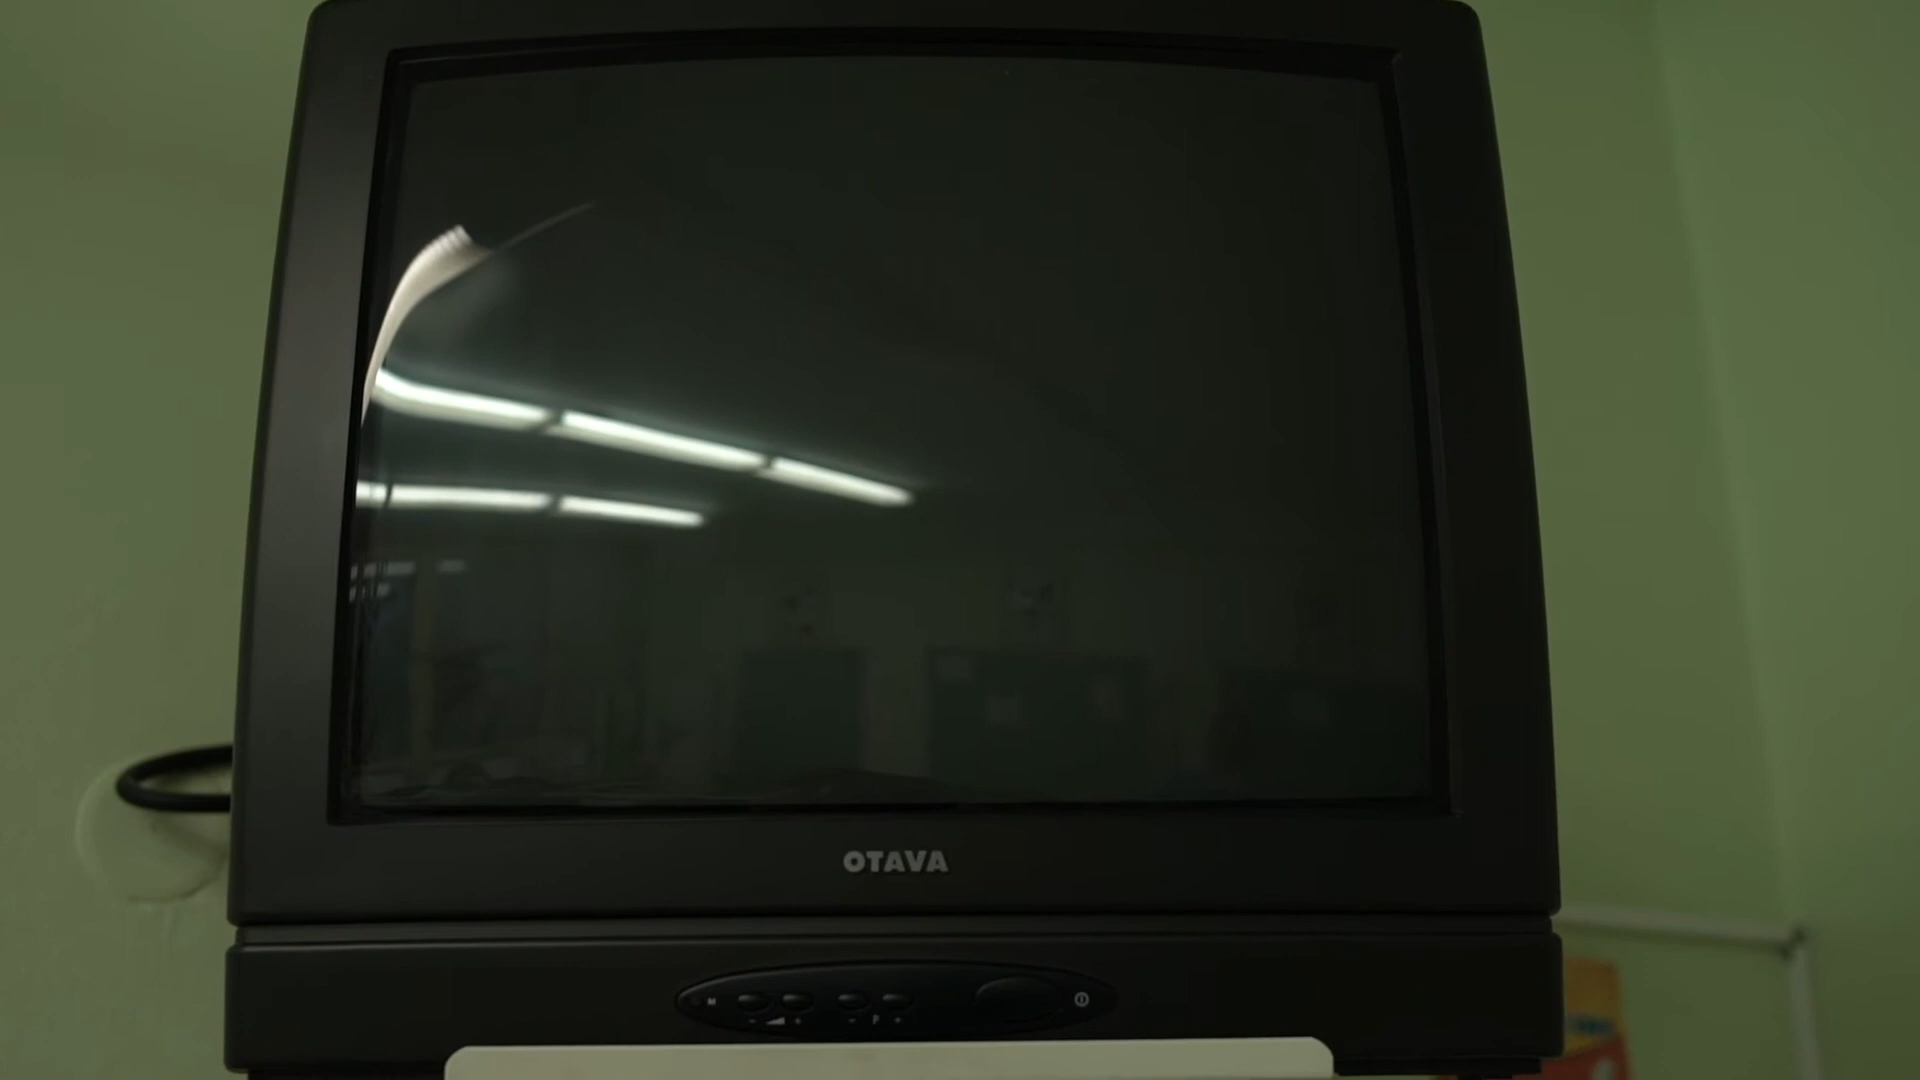 OTAVA
M
- + - P +